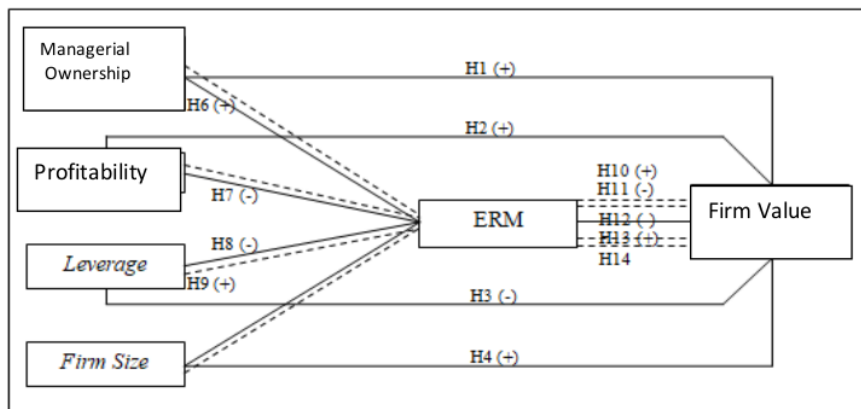 Managerial
Ownership
H1 (+)
H6 (+)
H2 (+)
Profitability
H7 (-)
H10 (+)
H11 (-)
Firm Value
ERM
H12 (-)
H13 (+)
H14
H8 (-)
Leverage
H9 (+)
H3 (-)
Firm Size
H4 (+)